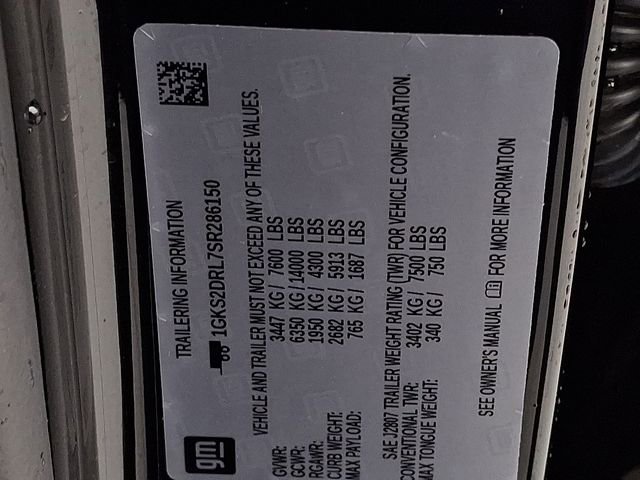 gm
TRAILERING INFORMATION
1GKS2DRL7SR286150
VEHICLE AND TRAILER MUST NOT EXCEED ANY OF THESE VALUES.
GVWR: 3447 KG/ 7600 LBS
GCWR: 6350 KG/14000 LBS
RGAWR: 1950 KG/ 4300 LBS
CURB WEIGHT: 2682 KG/ 5913 LBS
MAX PAYLOAD: 765 KG/ 1687 LBS
SAE J2807 TRAILER WEIGHT RATING (TWR) FOR VEHICLE CONFIGURATION.
CONVENTIONAL TWR: 3402 KG/ 7500 LBS
MAX TONGUE WEIGHT: 340 KG/ 750 LBS
SEE OWNER'S MANUAL FOR MORE INFORMATION